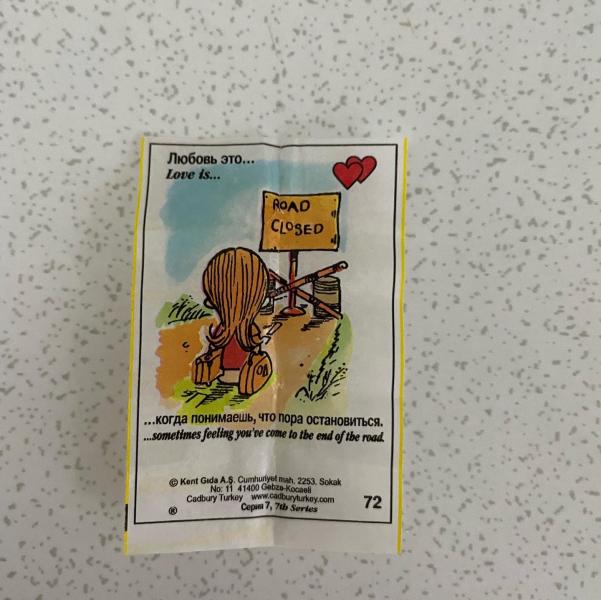 Любовь это...
Love is...
ROAD
CLOSED
...когда понимаешь, что пора остановиться.
...sometimes feeling you've come to the end of the road.
© Kent Gıda A.Ş. Cumhuriyet mah. 2253. Sokak
No: 11 41400 Gebze-Kocaeli
Cadbury Turkey www.cadburyturkey.com
® Серия 7, 7th Series
72